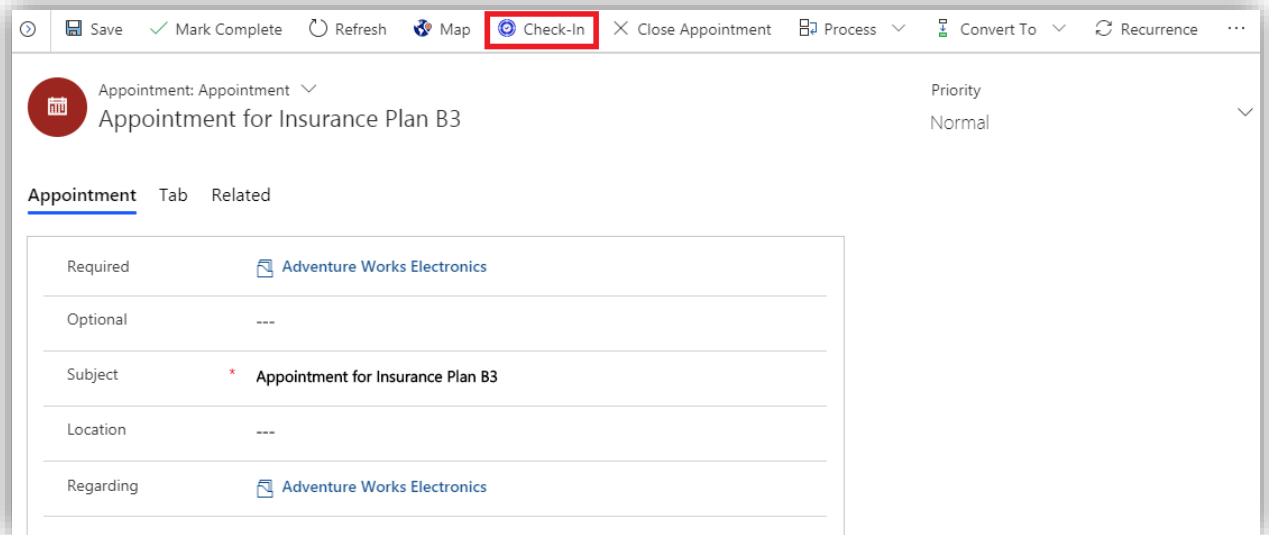 Save Mark Complete Refresh Map Check-In Close Appointment Process Convert To Recurrence ...
Appointment: Appointment
Appointment for Insurance Plan B3
Priority
Normal
Appointment Tab Related
Required Adventure Works Electronics
Optional ---
Subject * Appointment for Insurance Plan B3
Location ---
Regarding Adventure Works Electronics